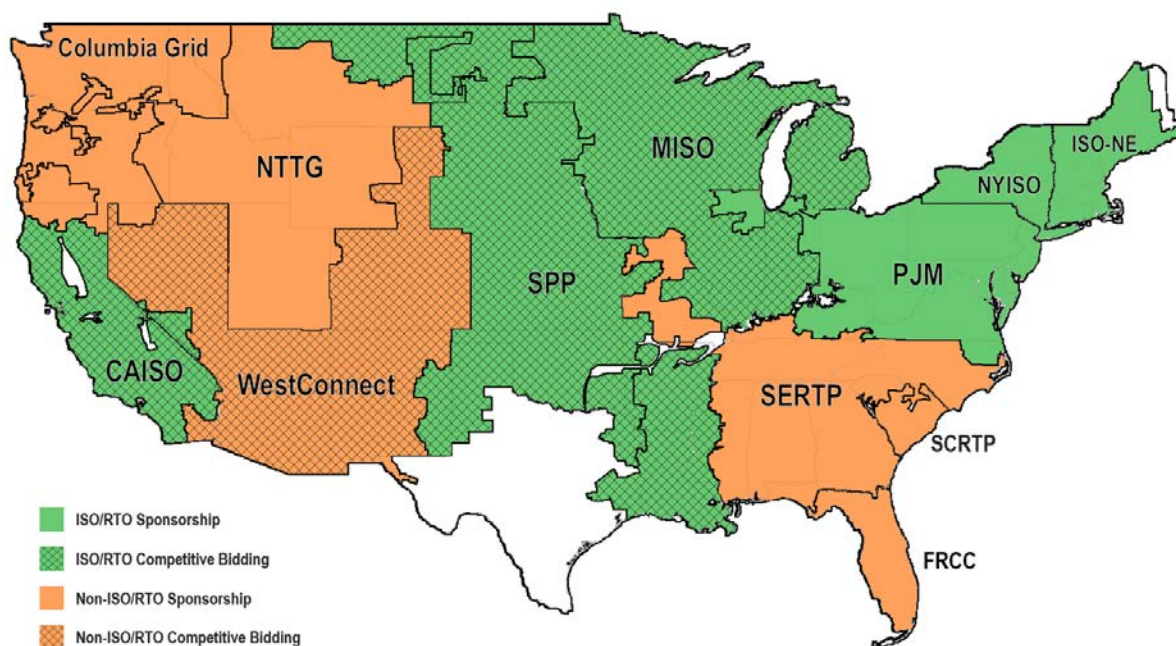 Columbia Grid
NTTG
MISO
ISO-NE
NYISO
SPP
PJM
CAISO
WestConnect
SERTP
SCRTP
FRCC
ISO/RTO Sponsorship
ISO/RTO Competitive Bidding
Non-ISO/RTO Sponsorship
Non-ISO/RTO Competitive Bidding